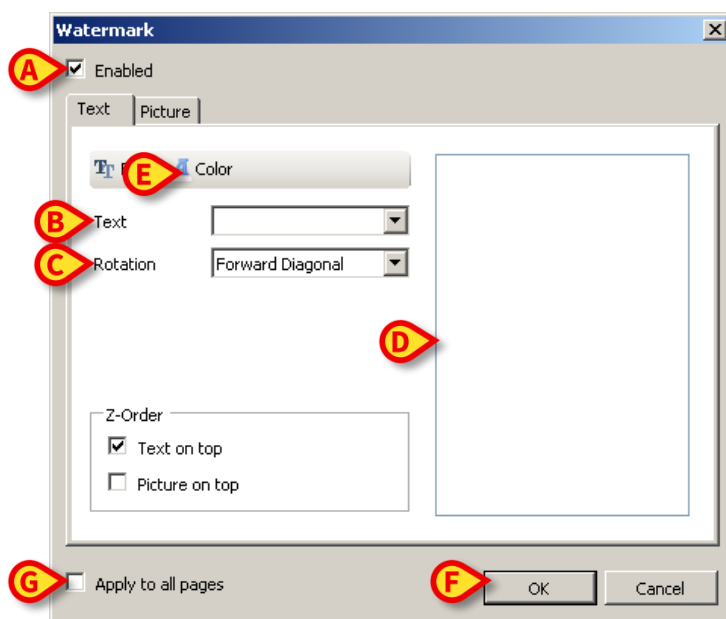 Watermark
A
Enabled
Text
Picture
E
Color
B
Text
C
Rotation
Forward Diagonal
D
Z-Order
Text on top
Picture on top
G
Apply to all pages
F
OK
Cancel